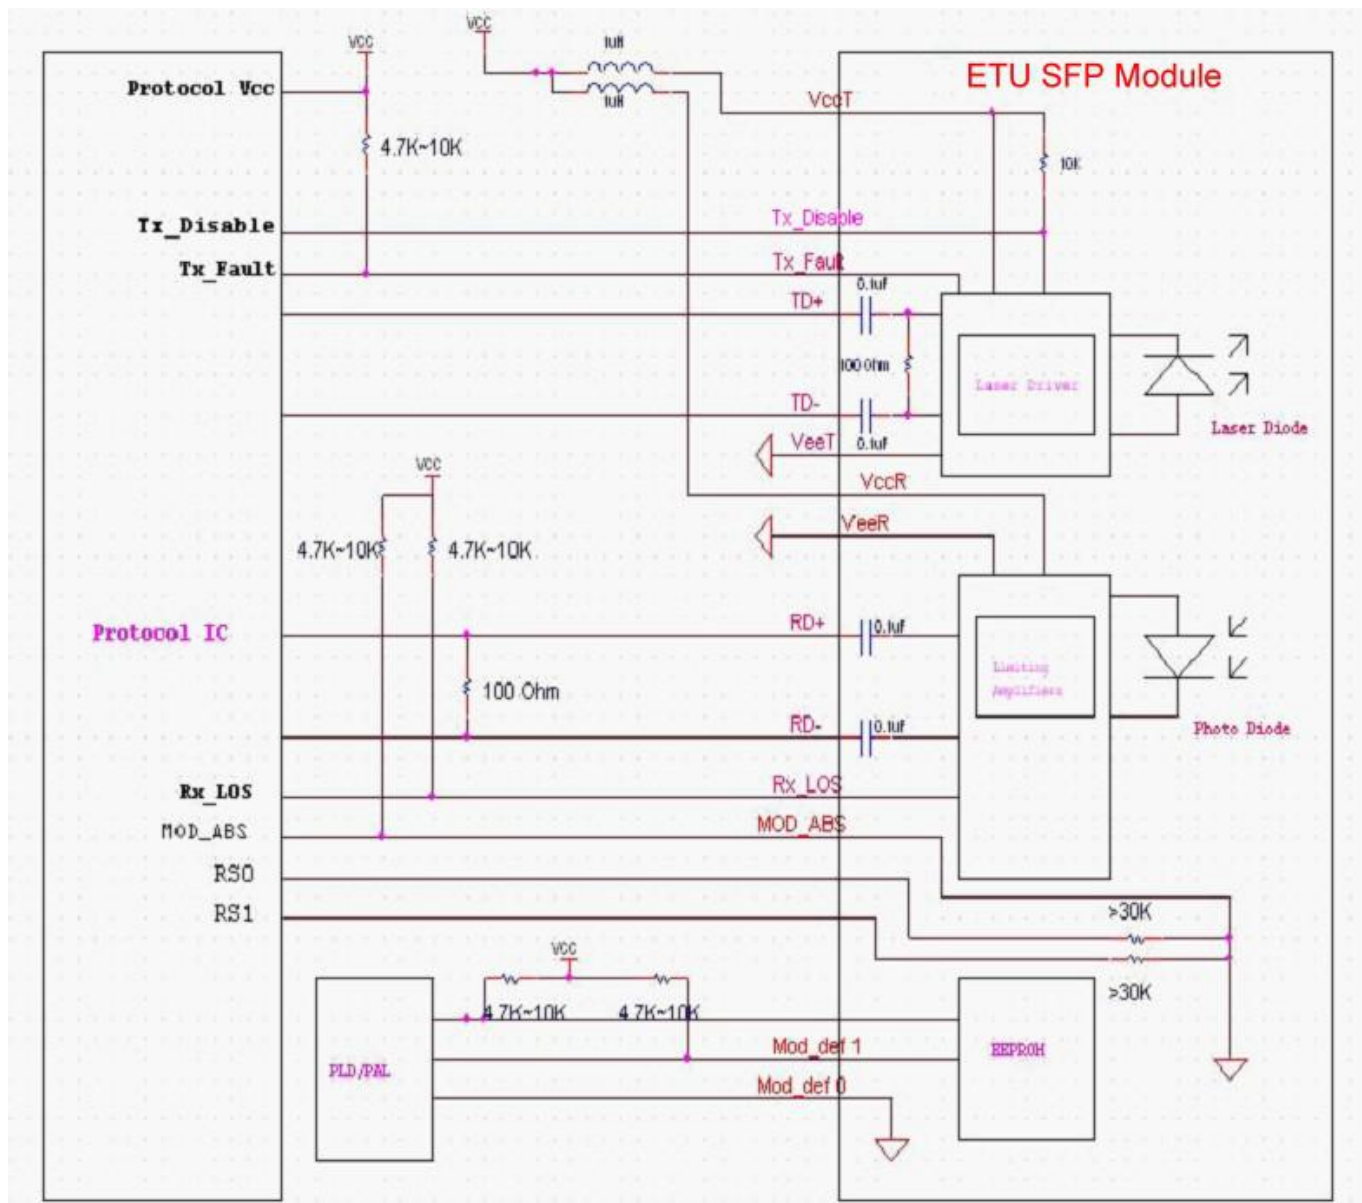 VCC
VCC
1uH
1uH
ETU SFP Module
Protocol Vcc
VccT
4.7K~10K
10K
Tx_Disable
Tx_Disable
Tx_Fault
Tx_Fault
0.1uf
TD+
100 0hm
Laser Driver
TD-
Laser Diode
VeeT
0.1uf
VCC
VccR
VeeR
4.7K~10K
4.7K~10K
Protocol IC
RD+
0.1uf
Limiting
Amplifiers
100 Ohm
RD-
0.1uf
Photo Diode
Rx_LOS
Rx_LOS
MOD_ABS
MOD_ABS
RS0
RS1
>30K
VCC
>30K
4.7K~10K
4.7K~10K
Mod_def 1
EEPROM
PLD/PAL
Mod_def 0